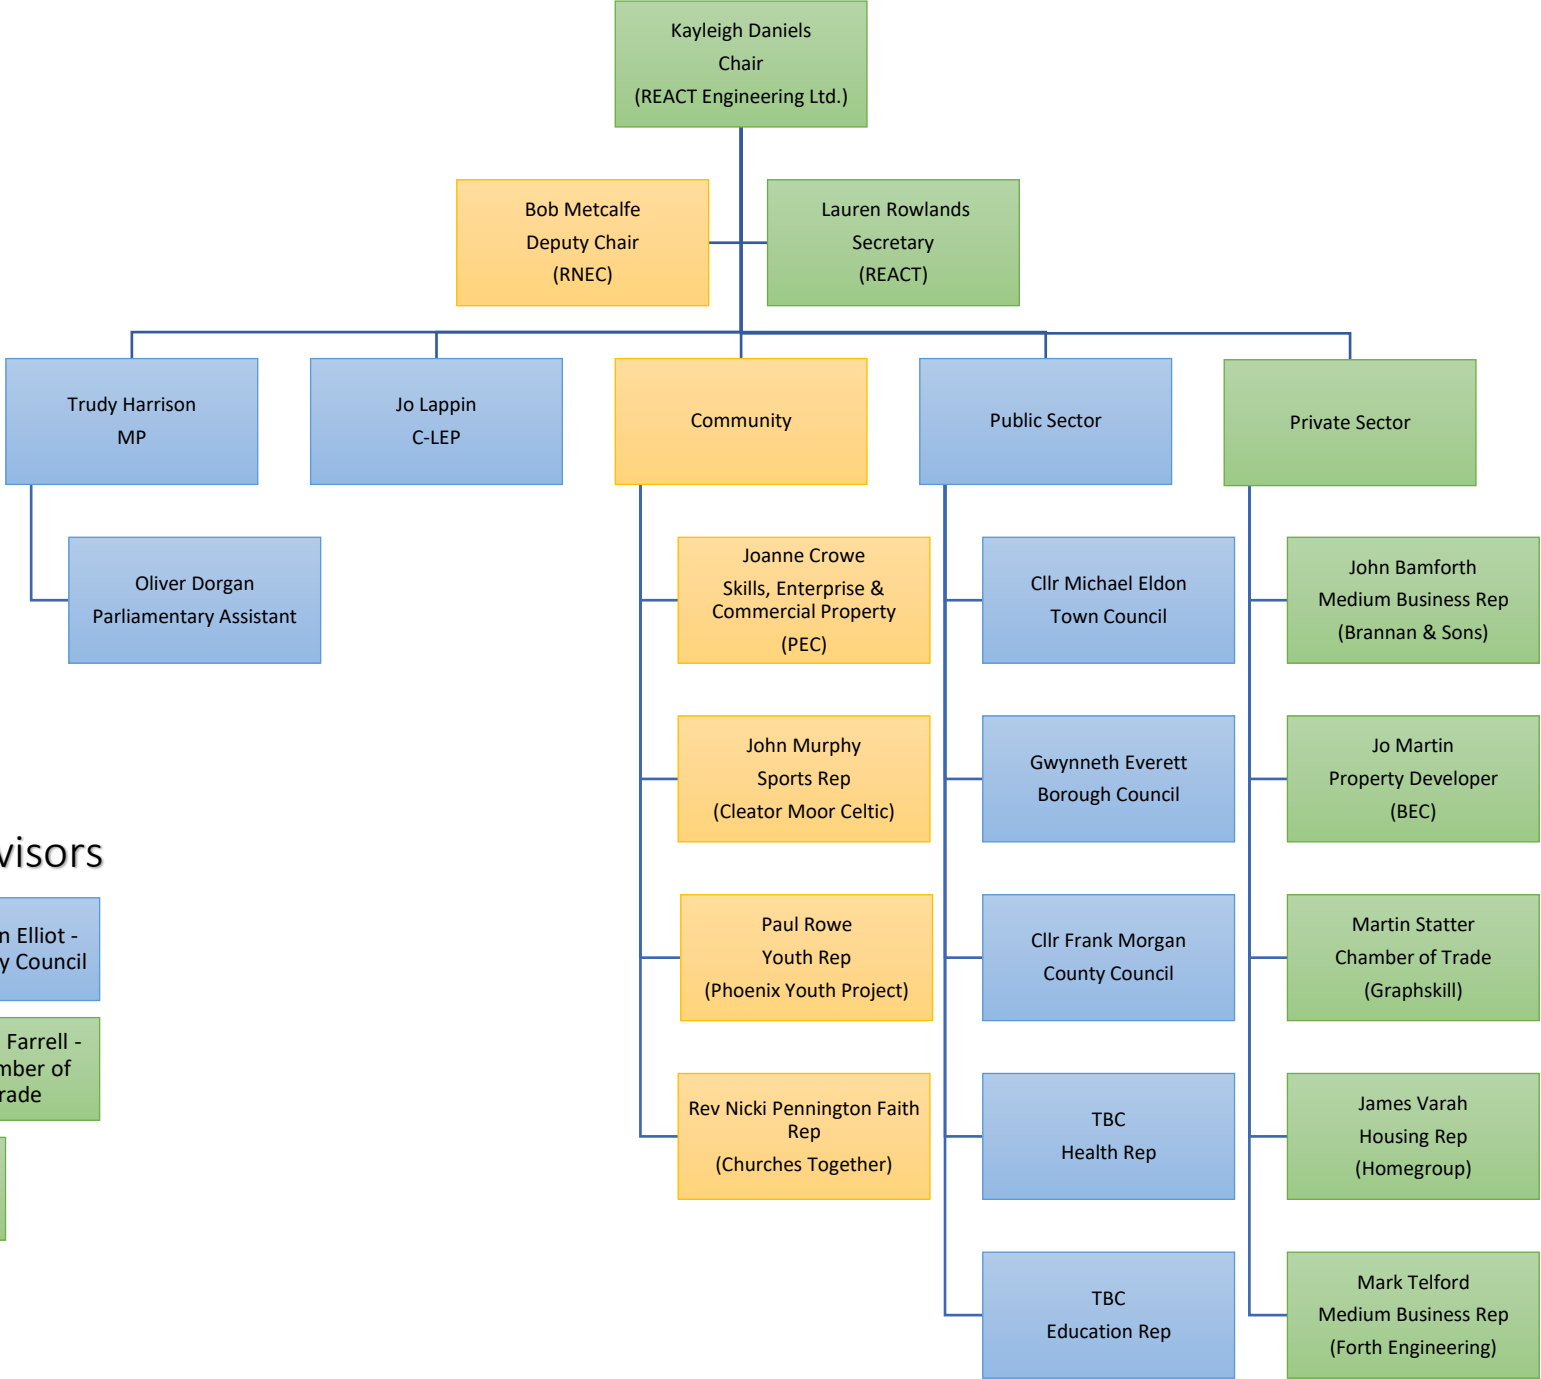 Kayleigh Daniels
Chair
(REACT Engineering Ltd.)
Bob Metcalfe
Deputy Chair
(RNEC)
Lauren Rowlands
Secretary
(REACT)
Trudy Harrison
MP
Jo Lappin
C-LEP
Community
Public Sector
Private Sector
Oliver Dorgan
Parliamentary Assistant
Joanne Crowe
Skills, Enterprise &
Commercial Property
(PEC)
John Murphy
Sports Rep
(Cleator Moor Celtic)
Paul Rowe
Youth Rep
(Phoenix Youth Project)
Rev Nicki Pennington Faith
Rep
(Churches Together)
Cllr Michael Eldon
Town Council
Gwynneth Everett
Borough Council
Cllr Frank Morgan
County Council
TBC
Health Rep
TBC
Education Rep
John Bamforth
Medium Business Rep
(Brannan & Sons)
Jo Martin
Property Developer
(BEC)
Martin Statter
Chamber of Trade
(Graphskill)
James Varah
Housing Rep
(Homegroup)
Mark Telford
Medium Business Rep
(Forth Engineering)
visors
n Elliot -
y Council
Farrell -
mber of
rade